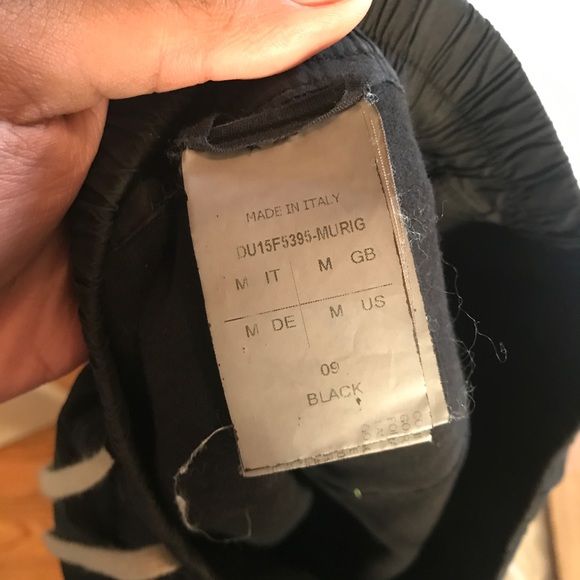 MADE IN ITALY
DU15F5395-MURIG
M IT M GB
M DE M US
09
BLACK